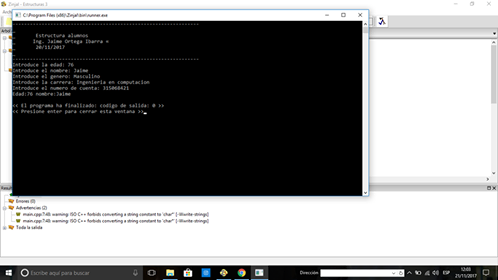 Zinjal - Estructuras 1
C:\Program Files (x86)\Zinjal\bin\runner.exe
Estructura alumnos
Ing. Jaime Ortega Ibarra =
20/11/2017
Introduce la edad: 76
Introduce el nombre: Jaime
Introduce el genero: Masculino
Introduce la carrera: Ingenieria en computacion
Introduce el numero de cuenta: 315068421
Edad:76 nombre:Jaime
<< El programa ha finalizado: codigo de salida: 0 >>
<< Presione enter para cerrar esta ventana >>
Errores (0)
Advertencias (2)
main.cpp:7:48: warning: ISO C++ forbids converting a string constant to 'char*' [-Wwrite-strings]
main.cpp:7:48: warning: ISO C++ forbids converting a string constant to 'char*' [-Wwrite-strings]
Toda la salida
Escribe aquí para buscar
Dirección
ESP
12:03
21/11/2017